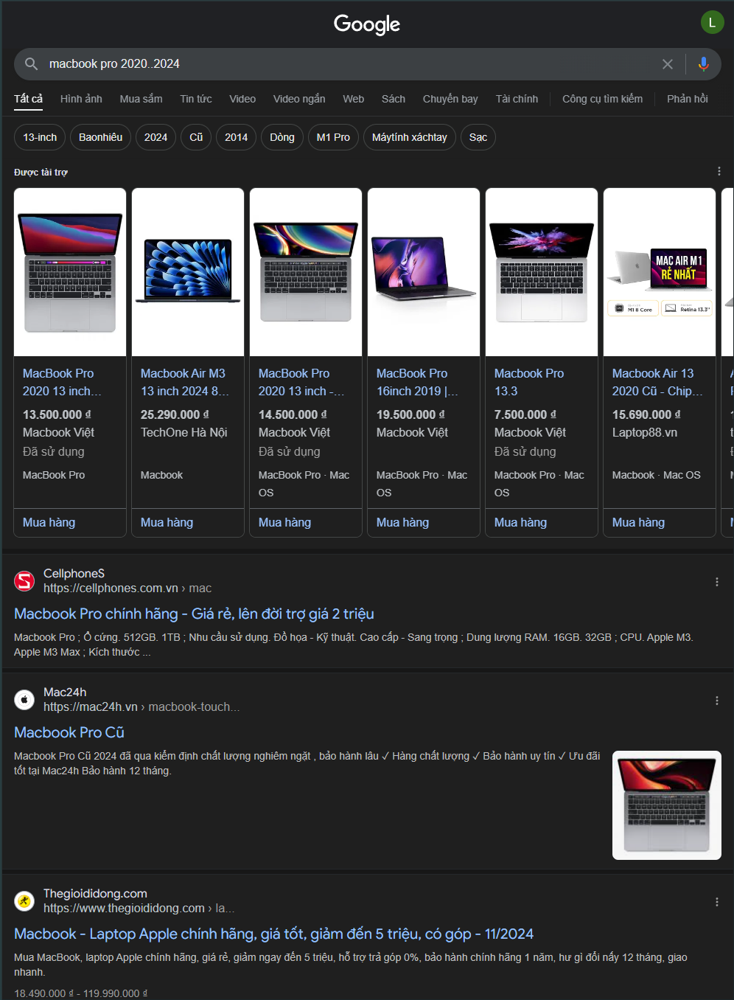 Google
L
macbook pro 2020..2024
Tất cả Hình ảnh Mua sắm Tin tức Video Video ngắn Web Sách Chuyến bay Tài chính Công cụ tìm kiếm Phản hồi
13-inch Baonhiêu 2024 Cũ 2014 Dòng M1 Pro Máytính xáchtay Sạc
Được tài trợ
MacBook Pro
2020 13 inch...
13.500.000 ₫
Macbook Việt
Đã sử dụng
MacBook Pro
Mua hàng
Macbook Air M3
13 inch 2024 8...
25.290.000 ₫
TechOne Hà Nội
Macbook
Mua hàng
MacBook Pro
2020 13 inch -...
14.500.000 ₫
Macbook Việt
Đã sử dụng
MacBook Pro · Mac
OS
Mua hàng
MacBook Pro
16inch 2019 |...
19.500.000 ₫
Macbook Việt
MacBook Pro · Mac
OS
Mua hàng
MacBook Pro
13.3
7.500.000 ₫
Macbook Việt
Đã sử dụng
MacBook Pro · Mac
OS
Mua hàng
MAC AIR M1
RẺ NHẤT
M1 8 Core
Retina 13.3"
Macbook Air 13
2020 Cũ - Chip...
15.690.000 ₫
Laptop88.vn
Macbook · Mac OS
Mua hàng
CellphoneS
https://cellphones.com.vn › mac
Macbook Pro chính hãng - Giá rẻ, lên đời trợ giá 2 triệu
Macbook Pro ; Ổ cứng. 512GB. 1TB ; Nhu cầu sử dụng. Đồ họa - Kỹ thuật. Cao cấp - Sang trọng ; Dung lượng RAM. 16GB. 32GB ; CPU. Apple M3.
Apple M3 Max ; Kích thước ...
Mac24h
https://mac24h.vn › macbook-touch...
Macbook Pro Cũ
Macbook Pro Cũ 2024 đã qua kiểm định chất lượng nghiêm ngặt , bảo hành lâu ✓ Hàng chất lượng ✓ Bảo hành uy tín ✓ Ưu đãi
tốt tại Mac24h Bảo hành 12 tháng.
Thegioididong.com
https://www.thegioididong.com › la...
Macbook - Laptop Apple chính hãng, giá tốt, giảm đến 5 triệu, có góp - 11/2024
Mua MacBook, laptop Apple chính hãng, giá rẻ, giảm ngay đến 5 triệu, hỗ trợ trả góp 0%, bảo hành chính hãng 1 năm, hư gì đổi nấy 12 tháng, giao
nhanh.
18.490.000 ₫ - 119.990.000 ₫